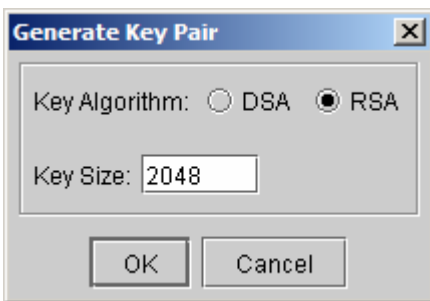 Generate Key Pair
Key Algorithm: DSA RSA
Key Size: 2048
OK Cancel